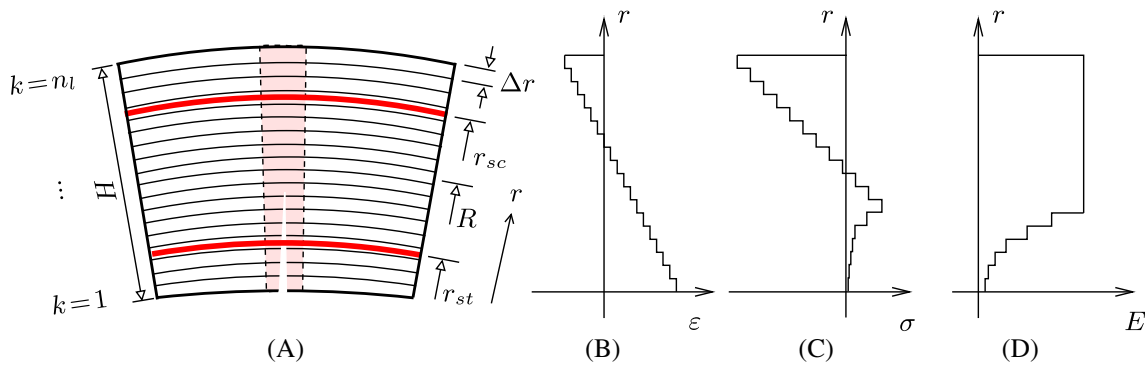 k = n_l
⋮
k = 1
H
Δr
r_sc
R
r
r_st
(A)
r
ε
(B)
r
σ
(C)
r
E
(D)